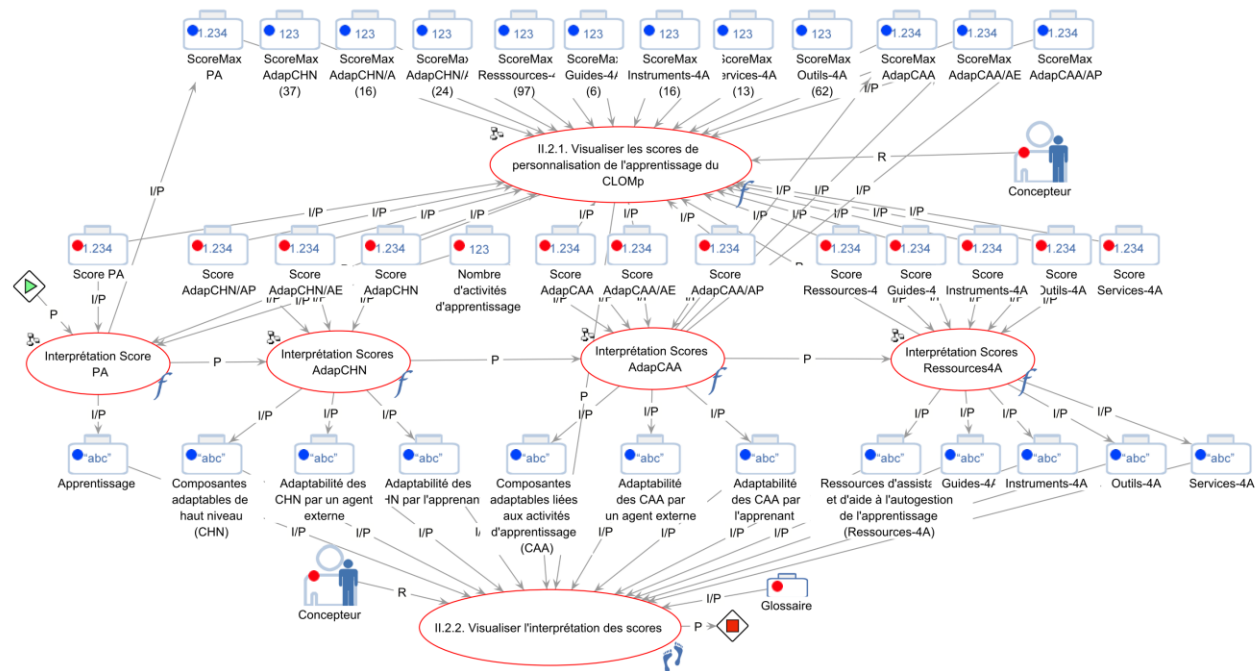 1.234 123 123 123 123 123 123 123 123 1.234 1.234 1.234
ScoreMax ScoreMax ScoreMax ScoreMax ScoreMax ScoreMax ScoreMax ScoreMax ScoreMax ScoreMax ScoreMax ScoreMax
PA AdapCHN AdapCHN/A AdapCHN/A Resssources-4 Guides-4A Instruments-4A Services-4A Outils-4A AdapCAA AdapCAA/AE AdapCAA/AP
(37) (16) (24) (97) (6) (16) (13) (62) I/P
II.2.1. Visualiser les scores de
personnalisation de l'apprentissage du
CLOMp
R
Concepteur
I/P I/P I/P I/P I/P I/P I/P I/P I/P I/P I/P I/P
1.234 1.234 1.234 1.234 123 1.234 1.234 1.234 1.234 1.234 1.234 1.234 1.234
Score PA Score Score Score Nombre Score Score Score Score Score Score Score Score
AdapCHN/AP AdapCHN/AE AdapCHN d'activités AdapCAA AdapCAA/AE AdapCAA/AP Ressources-4 Guides-4 Instruments-4A Outils-4A Services-4A
d'apprentissage
I/P I/P I/P I/P I/P I/P
P
Interprétation Score Interprétation Scores Interprétation Scores Interprétation Scores
PA P AdapCHN P AdapCAA P Ressources4A
P
I/P I/P I/P I/P I/P I/P I/P I/P I/P I/P I/P I/P
"abc" "abc" "abc" "abc" "abc" "abc" "abc" "abc" "abc" "abc" "abc" "abc"
Apprentissage Composantes Adaptabilité des Adaptabilité des Composantes Adaptabilité Adaptabilité Ressources d'assista Guides-4A Instruments-4A Outils-4A Services-4A
adaptables de CHN par un agent HN par l'apprenan adaptables liées des CAA par des CAA par et d'aide à l'autogestion
haut niveau externe aux activités un agent externe l'apprenant de l'apprentissage
(CHN) d'apprentissage (Ressources-4A)
(CAA)
I/P I/P I/P I/P I/P I/P I/P I/P I/P
Concepteur R I/P Glossaire
II.2.2. Visualiser l'interprétation des scores P